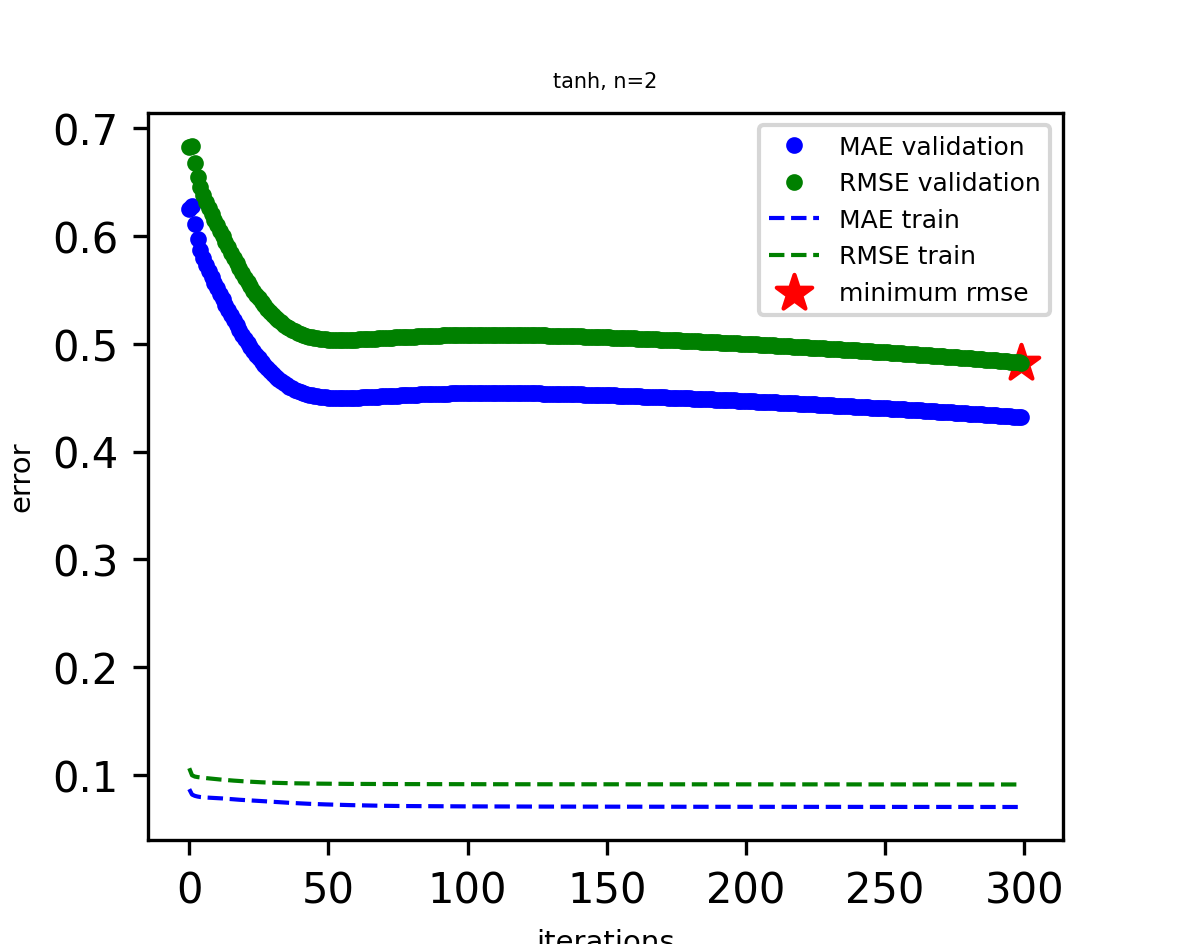 tanh, n=2
0.7
0.6
0.5
0.4
0.3
0.2
0.1
error
MAE validation
RMSE validation
MAE train
RMSE train
minimum rmse
0 50 100 150 200 250 300
iterations